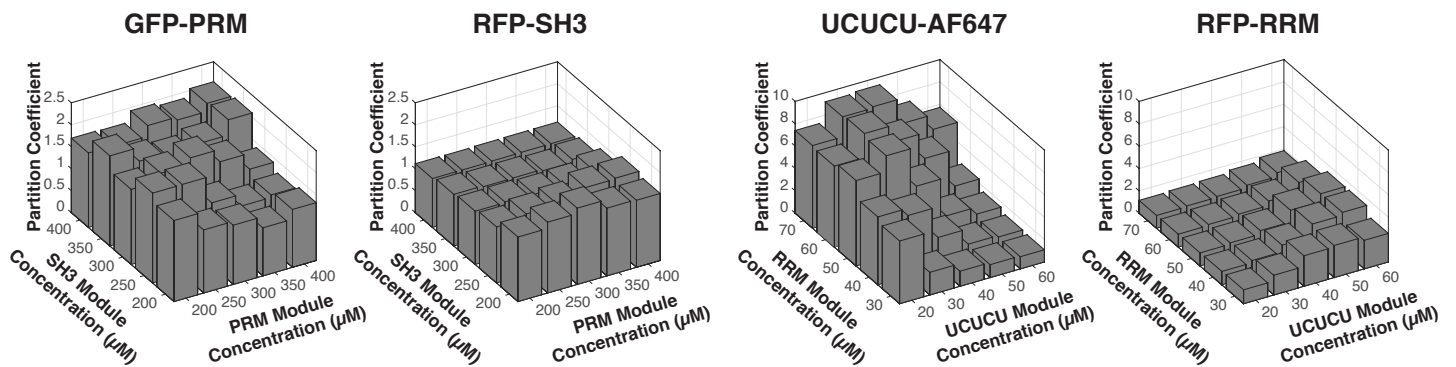 GFP-PRM
Partition Coefficient
2.5
2
1.5
1
0.5
0
400
350
300
250
200
SH3 Module
Concentration (µM)
200
250
300
350
400
PRM Module
Concentration (µM)
RFP-SH3
Partition Coefficient
2.5
2
1.5
1
0.5
0
400
350
300
250
200
SH3 Module
Concentration (µM)
200
250
300
350
400
PRM Module
Concentration (µM)
UCUCU-AF647
Partition Coefficient
10
8
6
4
2
0
70
60
50
40
30
RRM Module
Concentration (µM)
20
30
40
50
60
UCUCU Module
Concentration (µM)
RFP-RRM
Partition Coefficient
10
8
6
4
2
0
70
60
50
40
30
RRM Module
Concentration (µM)
20
30
40
50
60
UCUCU Module
Concentration (µM)